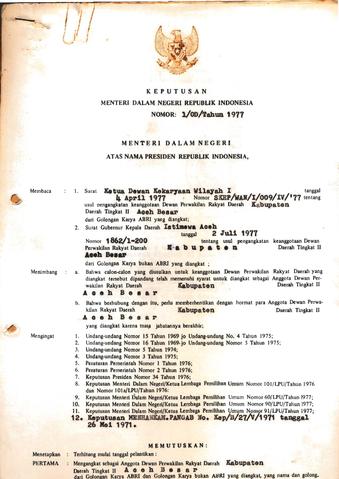 KEPUTUSAN
MENTERI DALAM NEGERI REPUBLIK INDONESIA
NOMOR: 1/OD/Tahun 1977
MENTERI DALAM NEGERI
ATAS NAMA PRESIDEN REPUBLIK INDONESIA,
Membaca : 1. Surat Ketua Dewan Kekaryaan Wilayah I tanggal
4 April 1977 - Nomor SKEP/WAN/I/009/IV/'77 tentang
usul pengangkatan keanggotaan Dewan Perwakilan Rakyat Daerah Kabupaten
Daerah Tingkat II Aceh Besar
dari Golongan Karya ABRI yang diangkat;
2. Surat Gubernur Kepala Daerah Istimewa Aceh
tanggal 2 Juli 1977
Nomor 1862/1-200 tentang usul pengangkatan keanggotaan Dewan
Perwakilan Rakyat Daerah Kabupaten Daerah Tingkat II
Aceh Besar
dari Golongan Karya bukan ABRI yang diangkat ;
Menimbang : a. Bahwa calon-calon yang diusulkan untuk keanggotaan Dewan Perwakilan Rakyat Daerah yang
diangkat tersebut dipandang telah memenuhi syarat untuk diangkat sebagai Anggota Dewan Per-
wakilan Rakyat Daerah Kabupaten Daerah Tingkat II
Aceh Besar
b. Bahwa berhubung dengan itu, perlu memberhentikan dengan hormat para Anggota Dewan Perwa-
kilan Rakyat Daerah Kabupaten Daerah Tingkat II
Aceh Besar
yang diangkat karena masa jabatannya berakhir;
Mengingat : 1. Undang-undang Nomor 15 Tahun 1969 jo Undang-undang No. 4 Tahun 1975;
2. Undang-undang Nomor 16 Tahun 1969 jo Undang-undang Nomor 5 Tahun 1975;
3. Undang-undang Nomor 5 Tahun 1974;
4. Undang-undang Nomor 3 Tahun 1975;
5. Peraturan Pemerintah Nomor 1 Tahun 1976;
6. Peraturan Pemerintah Nomor 2 Tahun 1976;
7. Keputusan Presiden Nomor 34 Tahun 1976;
8. Keputusan Menteri Dalam Negeri/Ketua Lembaga Pemilihan Umum Nomor 101/LPU/Tahun 1976
dan Nomor 101a/LPU/Tahun 1976;
9. Keputusan Menteri Dalam Negeri/Ketua Lembaga Pemilihan Umum Nomor 60/LPU/Tahun 1977;
10. Keputusan Menteri Dalam Negeri/Ketua Lembaga Pemilihan Umum Nomor 90/LPU/Tahun 1977;
11. Keputusan Menteri Dalam Negeri/Ketua Lembaga Pemilihan Umum Nomor 91/LPU/Tahun 1977;
12. Keputusan MENHANKAM.PANGAB No. Kep/B/27/V/1971 tanggal
26 Mei 1971.
MEMUTUSKAN:
Menetapkan : Terhitung mulai tanggal pelantikan :
PERTAMA : Mengangkat sebagai Anggota Dewan Perwakilan Rakyat Daerah Kabupaten
Daerah Tingkat II Aceh Besar
dari Golongan Karya ABRI dan Golongan Karya bukan ABRI yang diangkat, yang nama dan golong,